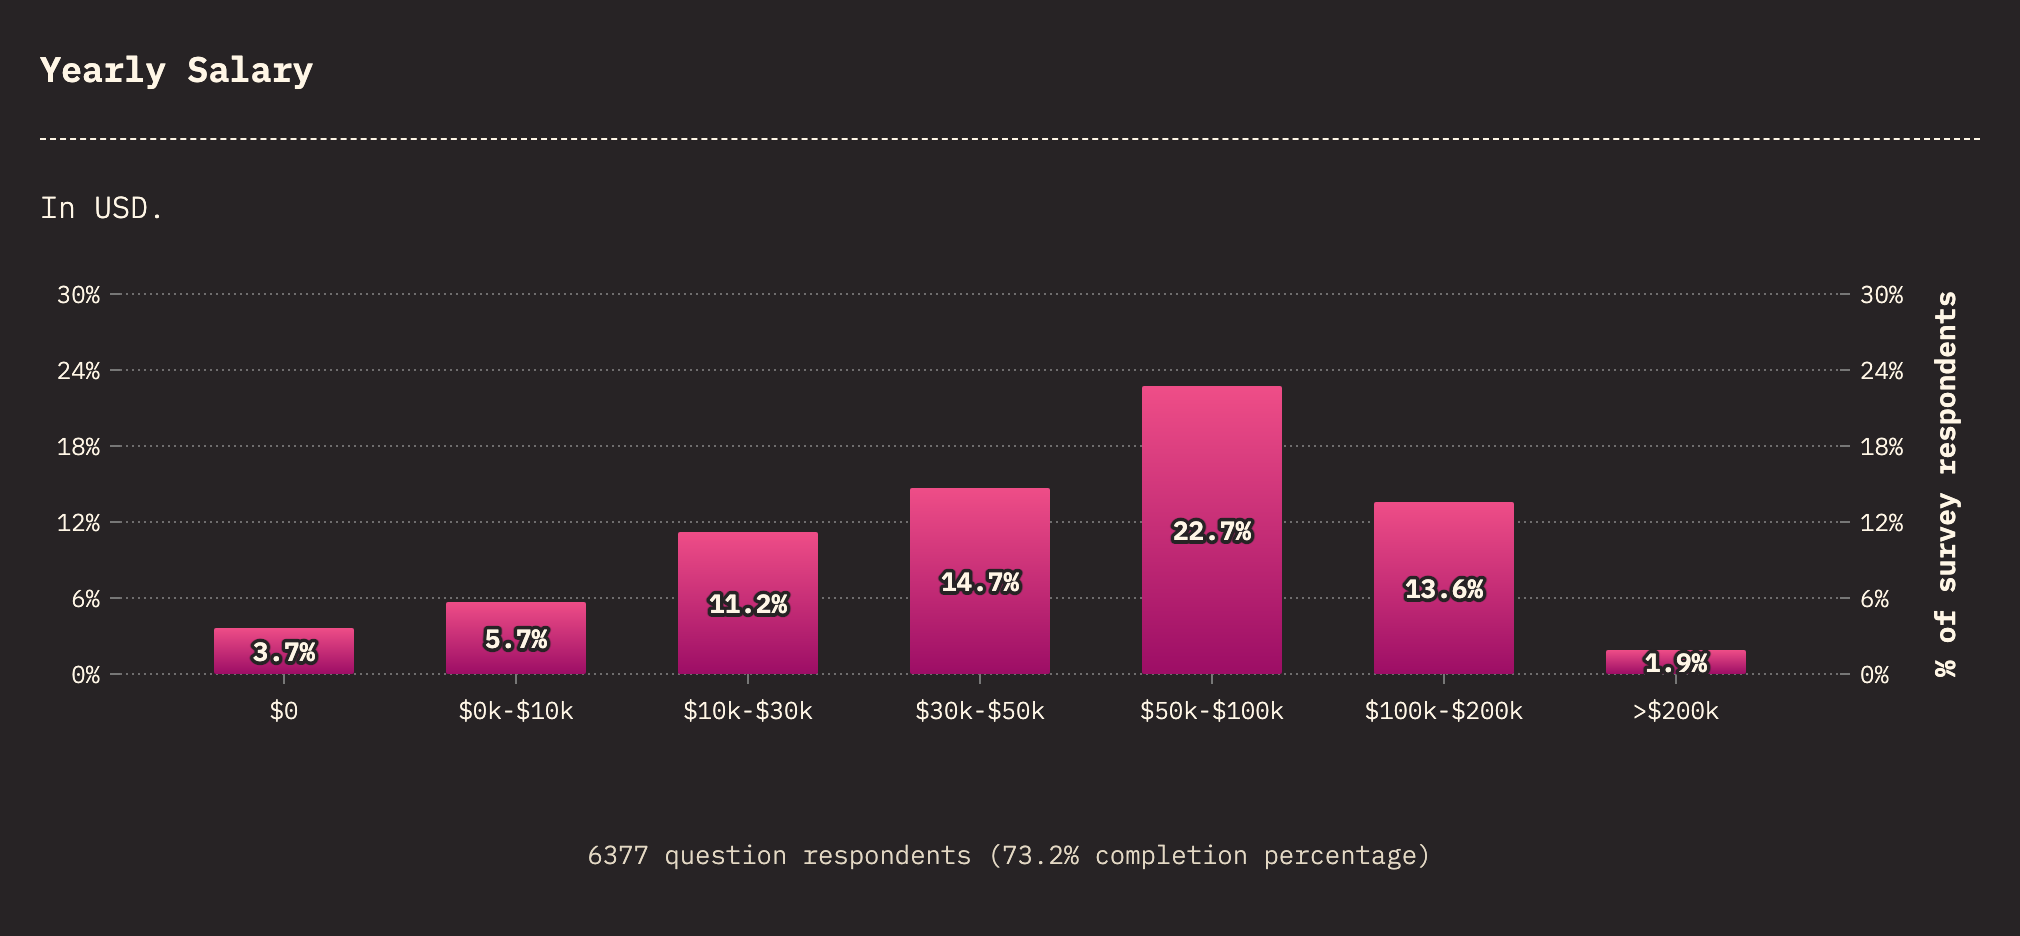 Yearly Salary
In USD.
30%
24%
18%
12%
6%
0%
3.7%
5.7%
11.2%
14.7%
22.7%
13.6%
1.9%
$0
$0k-$10k
$10k-$30k
$30k-$50k
$50k-$100k
$100k-$200k
>$200k
30%
24%
18%
12%
6%
0%
% of survey respondents
6377 question respondents (73.2% completion percentage)